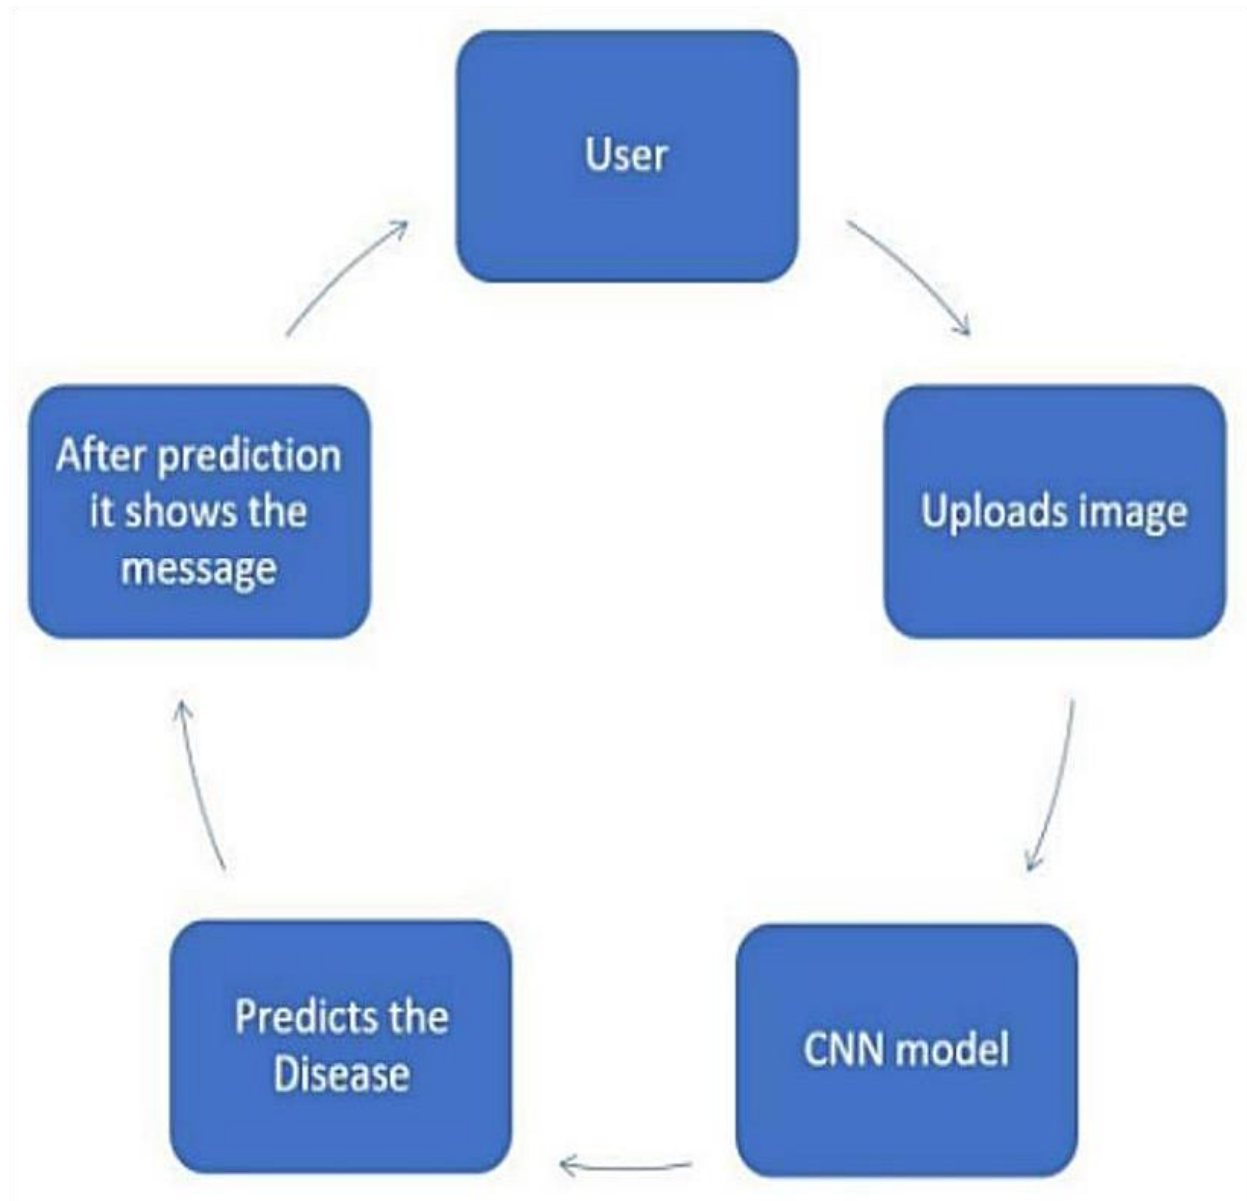 User
Uploads image
CNN model
Predicts the
Disease
After prediction
it shows the
message